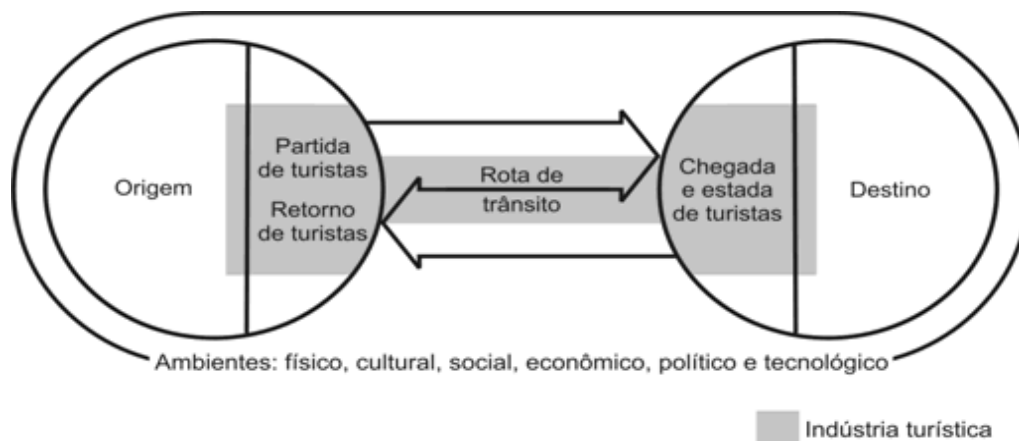 Origem
Partida
de turistas
Retorno
de turistas
Rota de
trânsito
Chegada
e estada
de turistas
Destino
Ambientes: físico, cultural, social, econômico, político e tecnológico
Indústria turística